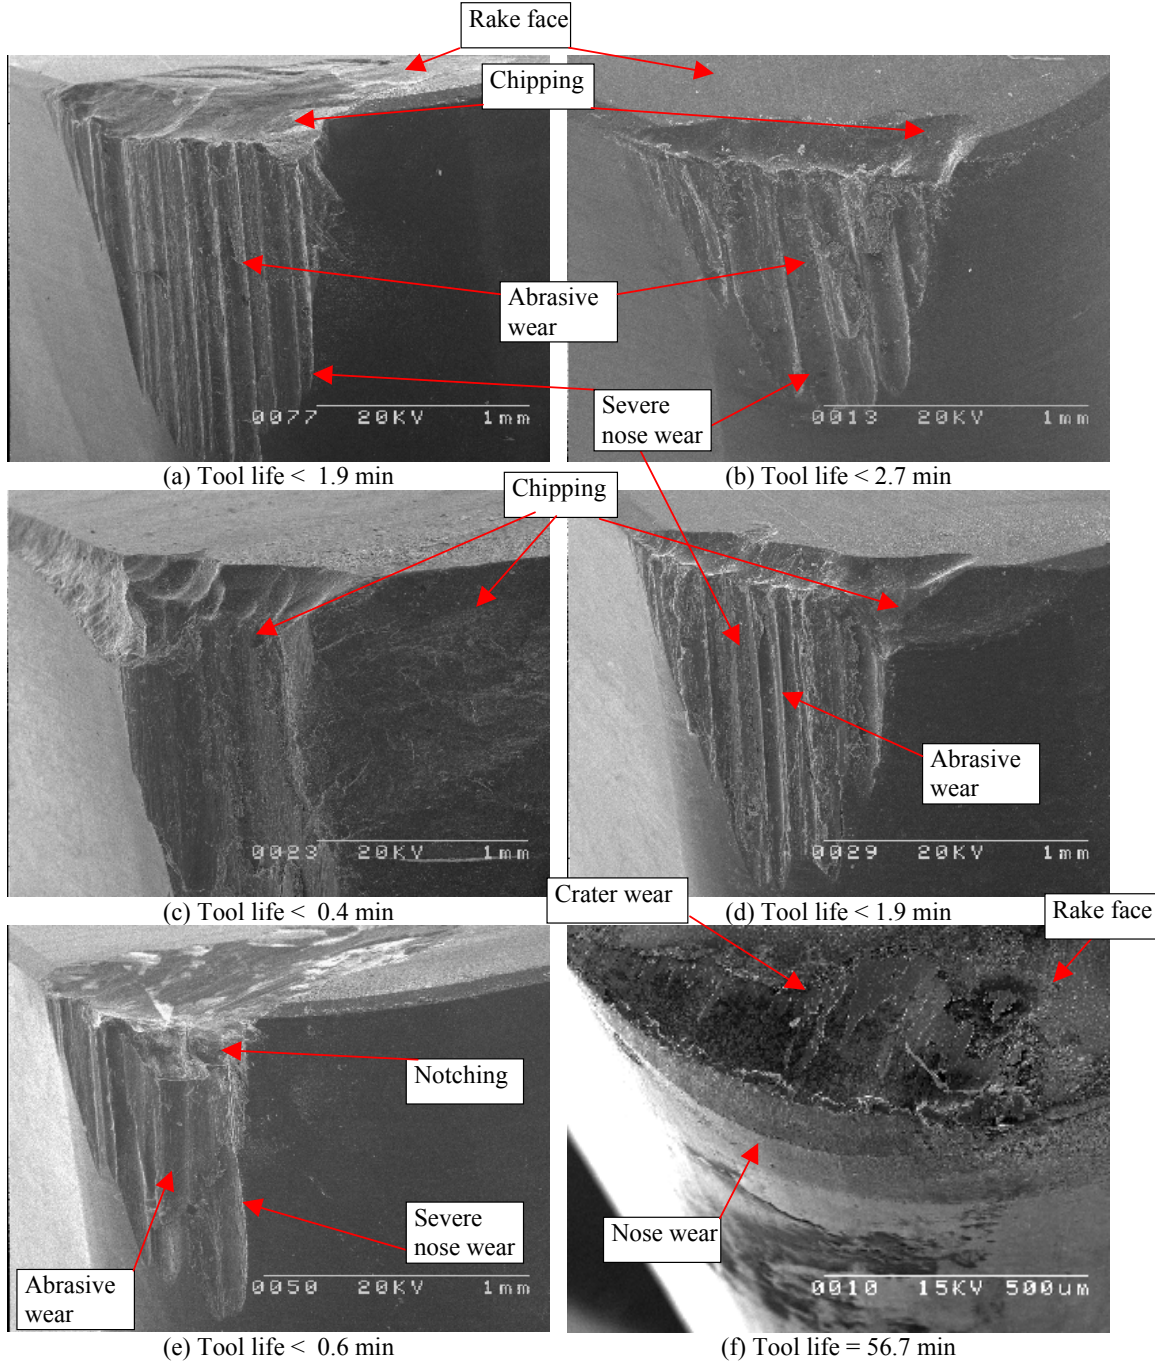 Rake face
Chipping
Abrasive
wear
Severe
nose wear
0077 20KV 1mm
0013 20KV 1mm
(a) Tool life < 1.9 min
(b) Tool life < 2.7 min
Chipping
Abrasive
wear
0023 20KV 1mm
0029 20KV 1mm
(c) Tool life < 0.4 min
(d) Tool life < 1.9 min
Crater wear
Rake face
Notching
Severe
nose wear
Abrasive
wear
Nose wear
0050 20KV 1mm
0010 15KV 500um
(e) Tool life < 0.6 min
(f) Tool life = 56.7 min